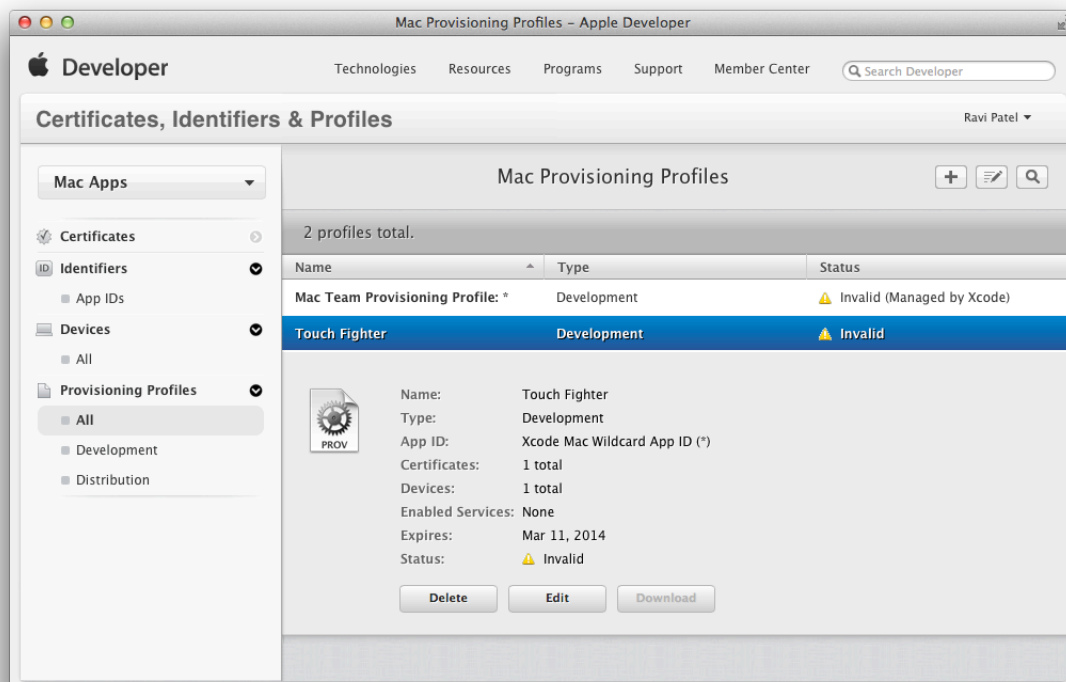 Mac Provisioning Profiles – Apple Developer
Developer
Technologies Resources Programs Support Member Center Search Developer
Certificates, Identifiers & Profiles
Ravi Patel
Mac Apps
Certificates
ID Identifiers
App IDs
Devices
All
Provisioning Profiles
All
Development
Distribution
Mac Provisioning Profiles
2 profiles total.
Name Type Status
Mac Team Provisioning Profile: * Development Invalid (Managed by Xcode)
Touch Fighter Development Invalid
PROV
Name: Touch Fighter
Type: Development
App ID: Xcode Mac Wildcard App ID (*)
Certificates: 1 total
Devices: 1 total
Enabled Services: None
Expires: Mar 11, 2014
Status: Invalid
Delete Edit Download